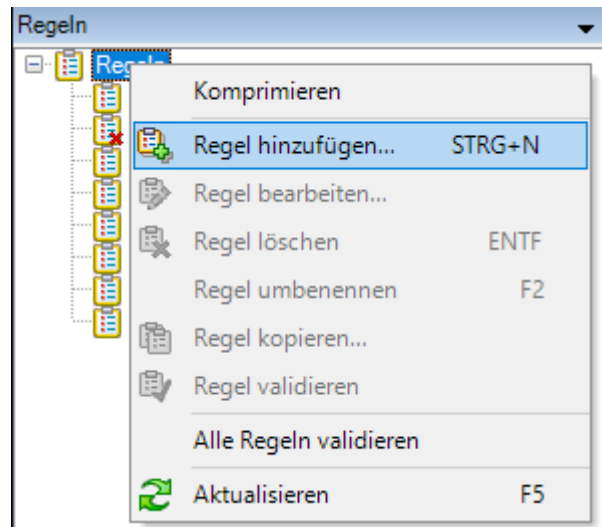 Regeln
Regeln
Komprimieren
Regel hinzufügen... STRG+N
Regel bearbeiten...
Regel löschen ENTF
Regel umbenennen F2
Regel kopieren...
Regel validieren
Alle Regeln validieren
Aktualisieren F5